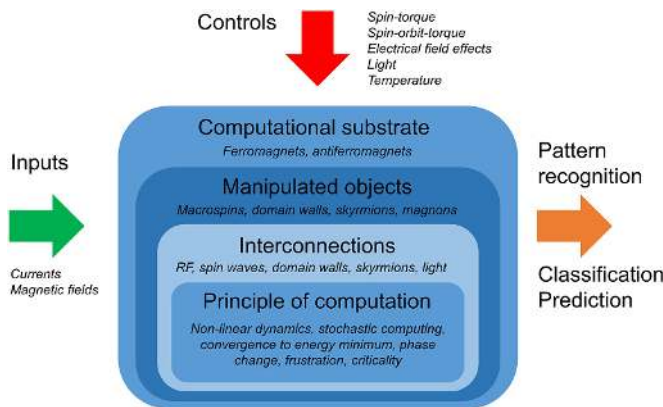 Controls
Spin-torque
Spin-orbit-torque
Electrical field effects
Light
Temperature
Inputs
Currents
Magnetic fields
Computational substrate
Ferromagnets, antiferromagnets
Manipulated objects
Macrospins, domain walls, skyrmions, magnons
Interconnections
RF, spin waves, domain walls, skyrmions, light
Principle of computation
Non-linear dynamics, stochastic computing,
convergence to energy minimum, phase
change, frustration, criticality
Pattern
recognition
Classification
Prediction